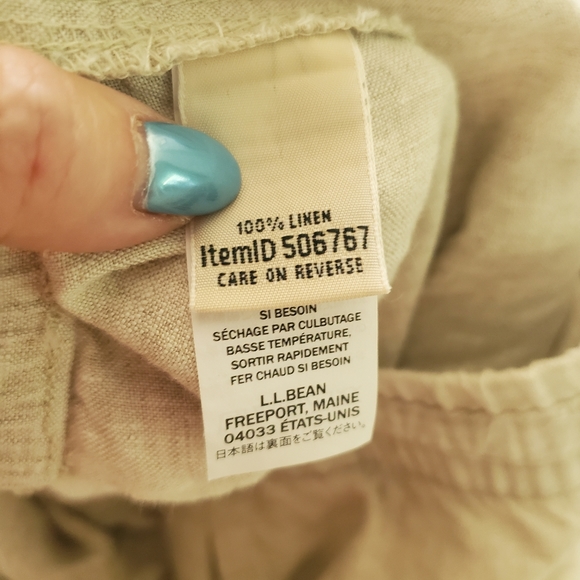 100% LINEN
ItemID 506767
CARE ON REVERSE
SI BESOIN
SÉCHAGE PAR CULBUTAGE
BASSE TEMPÉRATURE.
SORTIR RAPIDEMENT
FER CHAUD SI BESOIN
L.L.BEAN
FREEPORT, MAINE
04033 ÉTATS-UNIS
日本語は裏面をご覧ください。